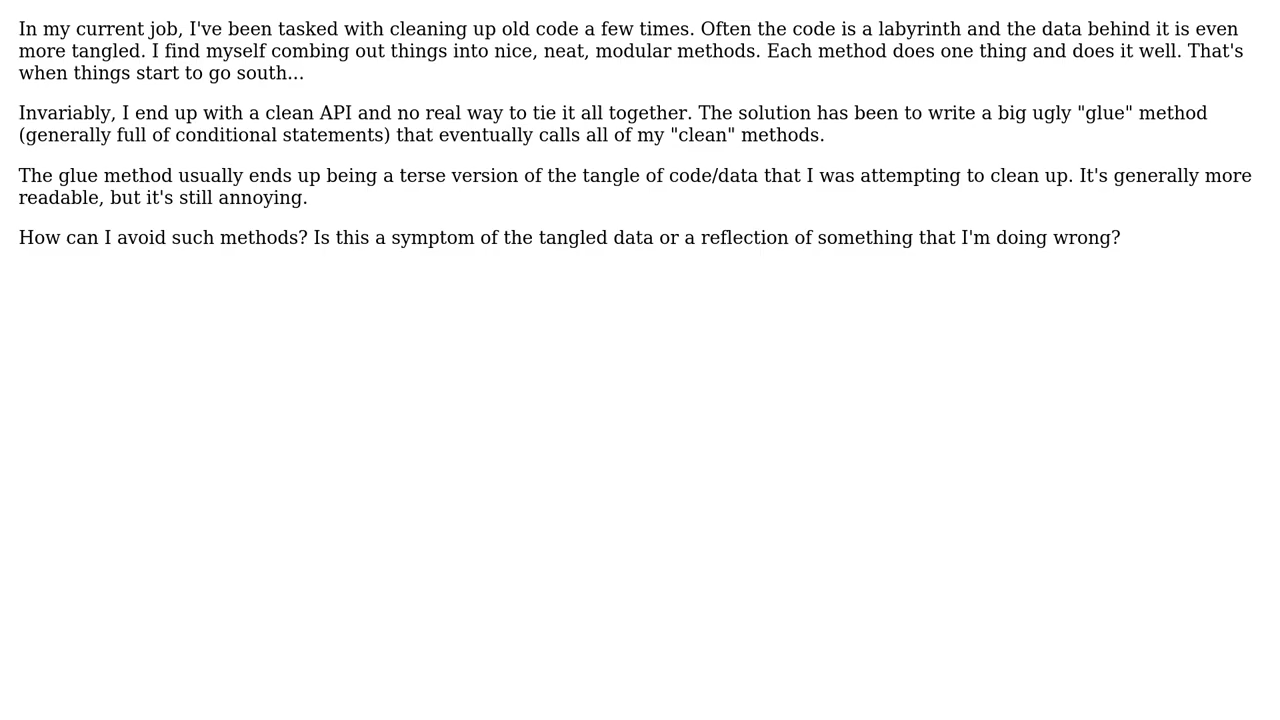 In my current job, I've been tasked with cleaning up old code a few times. Often the code is a labyrinth and the data behind it is even
more tangled. I find myself combing out things into nice, neat, modular methods. Each method does one thing and does it well. That's
when things start to go south...
Invariably, I end up with a clean API and no real way to tie it all together. The solution has been to write a big ugly "glue" method
(generally full of conditional statements) that eventually calls all of my "clean" methods.
The glue method usually ends up being a terse version of the tangle of code/data that I was attempting to clean up. It's generally more
readable, but it's still annoying.
How can I avoid such methods? Is this a symptom of the tangled data or a reflection of something that I'm doing wrong?